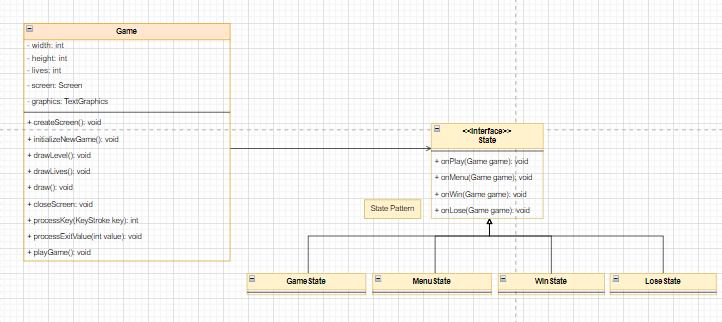 Game
- width: int
- height: int
- lives: int
- screen: Screen
- graphics: TextGraphics
+ createScreen(): void
+ initializeNewGame(): void
+ drawLevel(): void
+ drawLives(): void
+ draw(): void
+ closeScreen: void
+ processKey(KeyStroke key): int
+ processExitValue(int value): void
+ playGame(): void
<<Interface>>
State
+ onPlay(Game game): void
+ onMenu(Game game): void
+ onWin(Game game): void
+ onLose(Game game): void
State Pattern
Game State
Menu State
Win State
Lose State